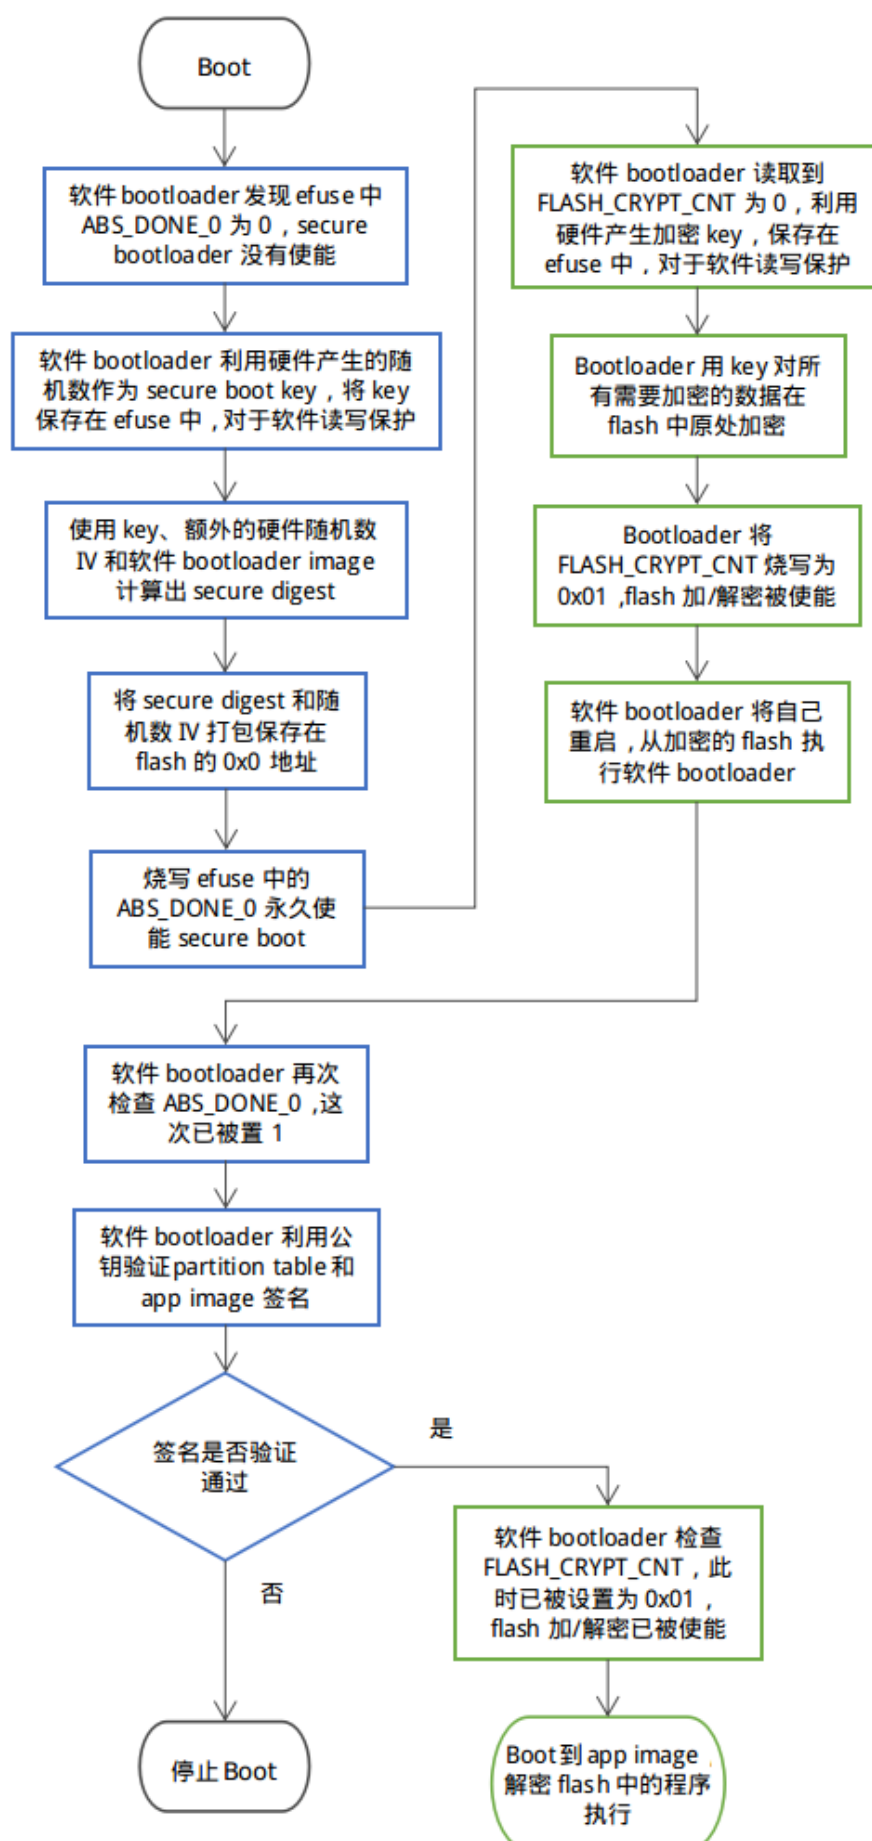 Boot
软件 bootloader 发现 efuse 中
ABS_DONE_0 为 0，secure
bootloader 没有使能
软件 bootloader 利用硬件产生的随
机数作为 secure boot key，将 key
保存在 efuse 中 ,对于软件读写保护
使用 key、额外的硬件随机数
IV 和软件 bootloader image
计算出 secure digest
将 secure digest 和随
机数 IV 打包保存在
flash 的 0x0 地址
烧写 efuse 中的
ABS_DONE_0 永久使
能 secure boot
软件 bootloader 读取到
FLASH_CRYPT_CNT 为 0，利用
硬件产生加密 key，保存在
efuse 中，对于软件读写保护
Bootloader 用 key 对所
有需要加密的数据在
flash 中原处加密
Bootloader 将
FLASH_CRYPT_CNT 烧写为
0x01 ,flash 加/解密被使能
软件 bootloader 将自己
重启 , 从加密的 flash 执
行软件 bootloader
软件 bootloader 再次
检查 ABS_DONE_0 ,这
次已被置 1
软件 bootloader 利用公
钥验证partition table 和
app image 签名
签名是否验证
通过
是
否
软件 bootloader 检查
FLASH_CRYPT_CNT，此
时已被设置为 0x01，
flash 加/解密已被使能
停止 Boot
Boot 到 app image ,
解密 flash 中的程序
执行